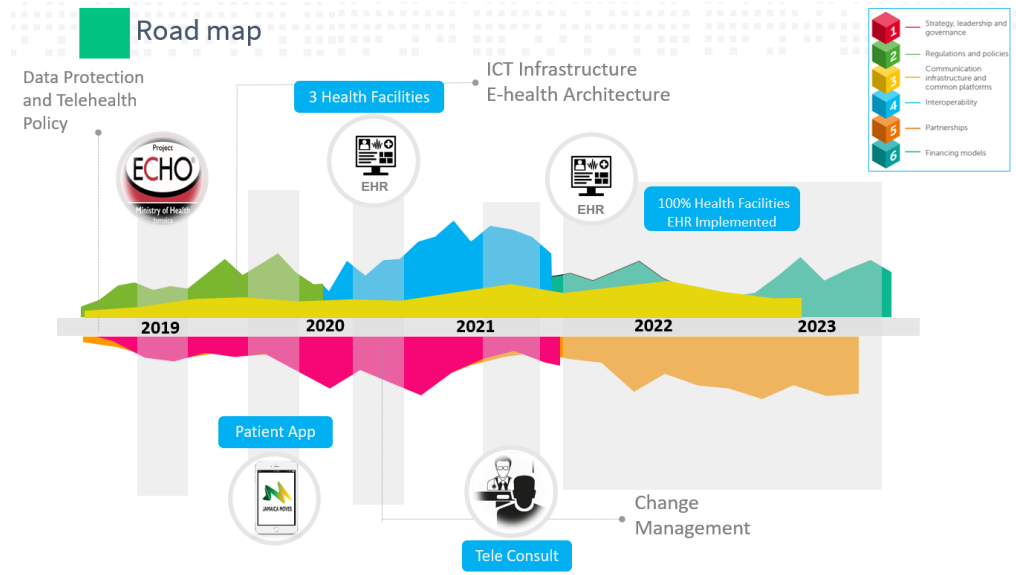 Road map
Data Protection
and Telehealth
Policy
Project
ECHO®
Ministry of Health
Jamaica
3 Health Facilities
EHR
ICT Infrastructure
E-health Architecture
EHR
100% Health Facilities
EHR Implemented
1
Strategy, leadership and
governance
2
Regulations and policies
3
Communication
infrastructure and
common platforms
4
Interoperability
5
Partnerships
6
Financing models
2019
2020
2021
2022
2023
Patient App
JAMAICA MOVES
Tele Consult
Change
Management